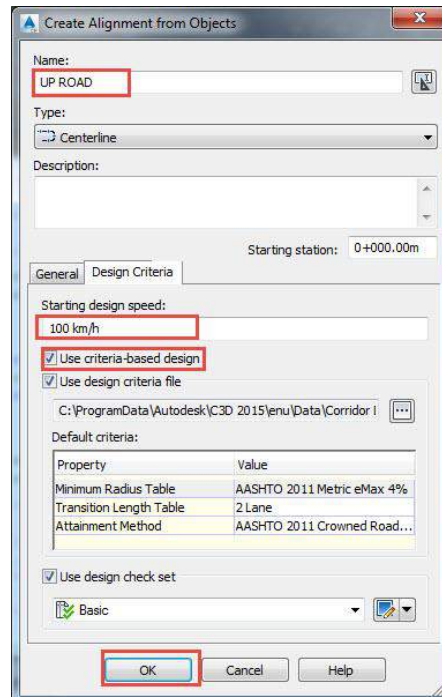 Create Alignment from Objects
Name:
UP ROAD
Type:
Centerline
Description:
Starting station: 0+000.00m
General Design Criteria
Starting design speed:
100 km/h
Use criteria-based design
Use design criteria file
C:\ProgramData\Autodesk\C3D 2015\enu\Data\Corridor
Default criteria:
Property Value
Minimum Radius Table AASHTO 2011 Metric eMax 4%
Transition Length Table 2 Lane
Attainment Method AASHTO 2011 Crowned Road...
Use design check set
Basic
OK Cancel Help